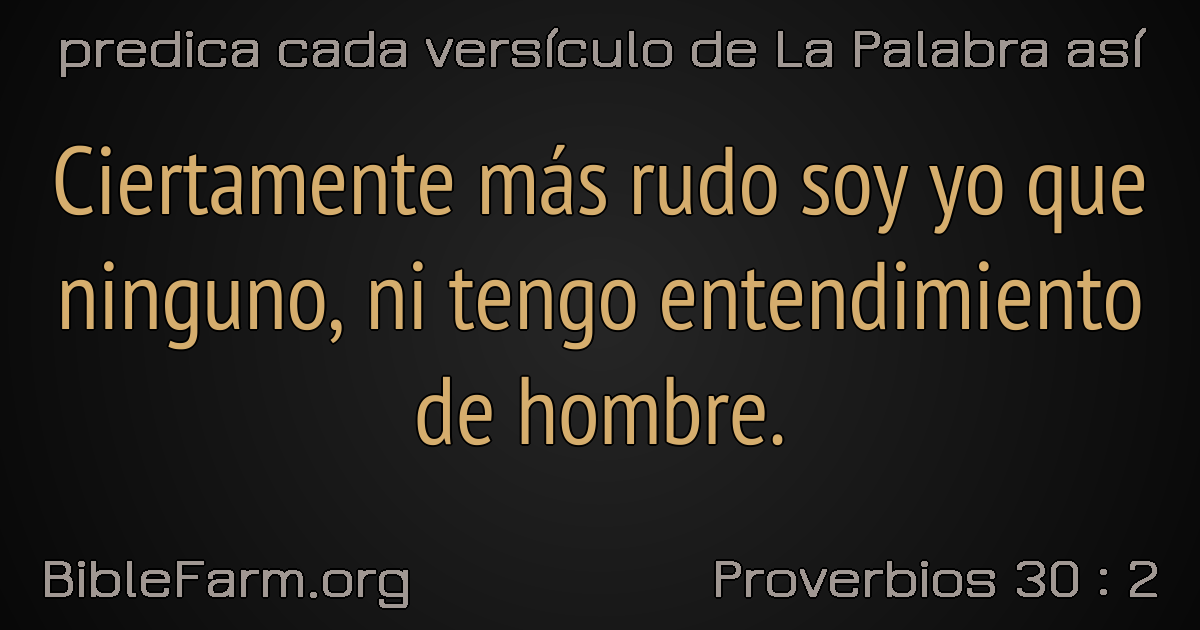 predica cada versículo de La Palabra así
Ciertamente más rudo soy yo que
ninguno, ni tengo entendimiento
de hombre.
BibleFarm.org
Proverbios 30 : 2